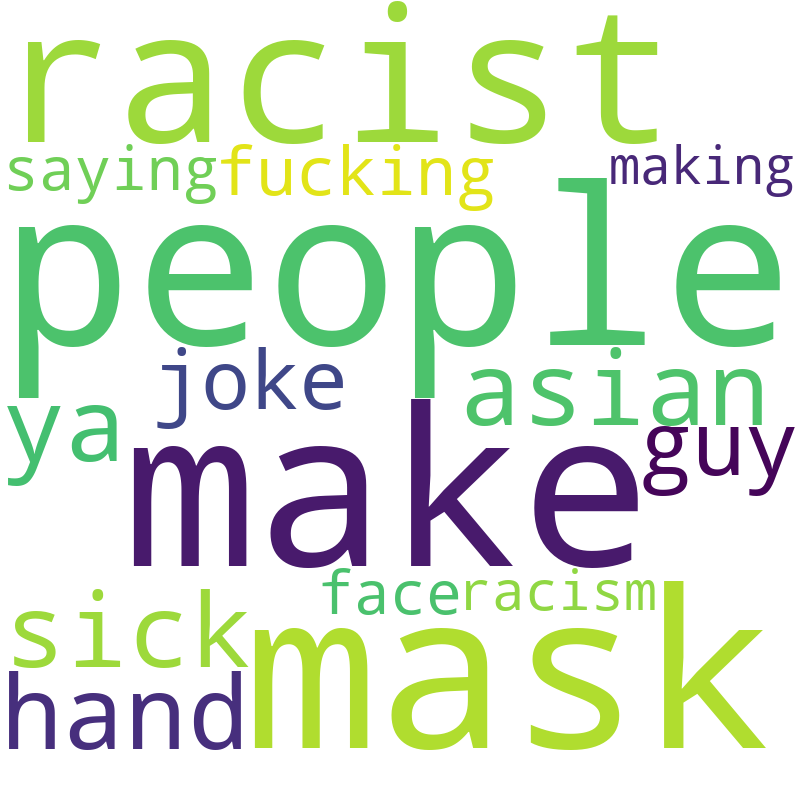 racist
saying fucking making
people
joke asian
ya guy
make
face racism
sick
mask
hand